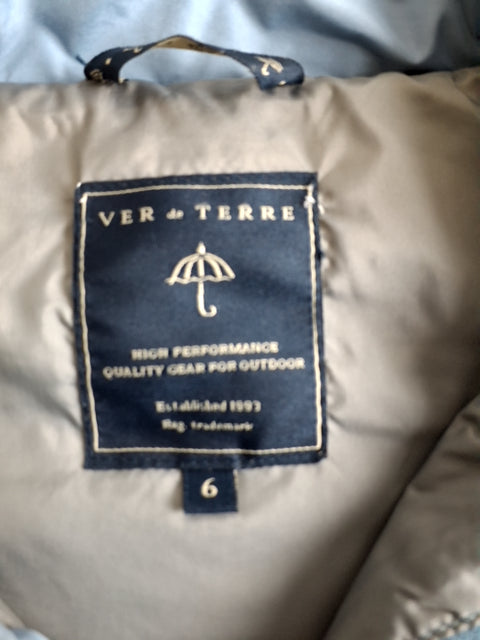 VER de TERRE
HIGH PERFORMANCE
QUALITY GEAR FOR OUTDOOR
Established 1993
Reg. trademark
6